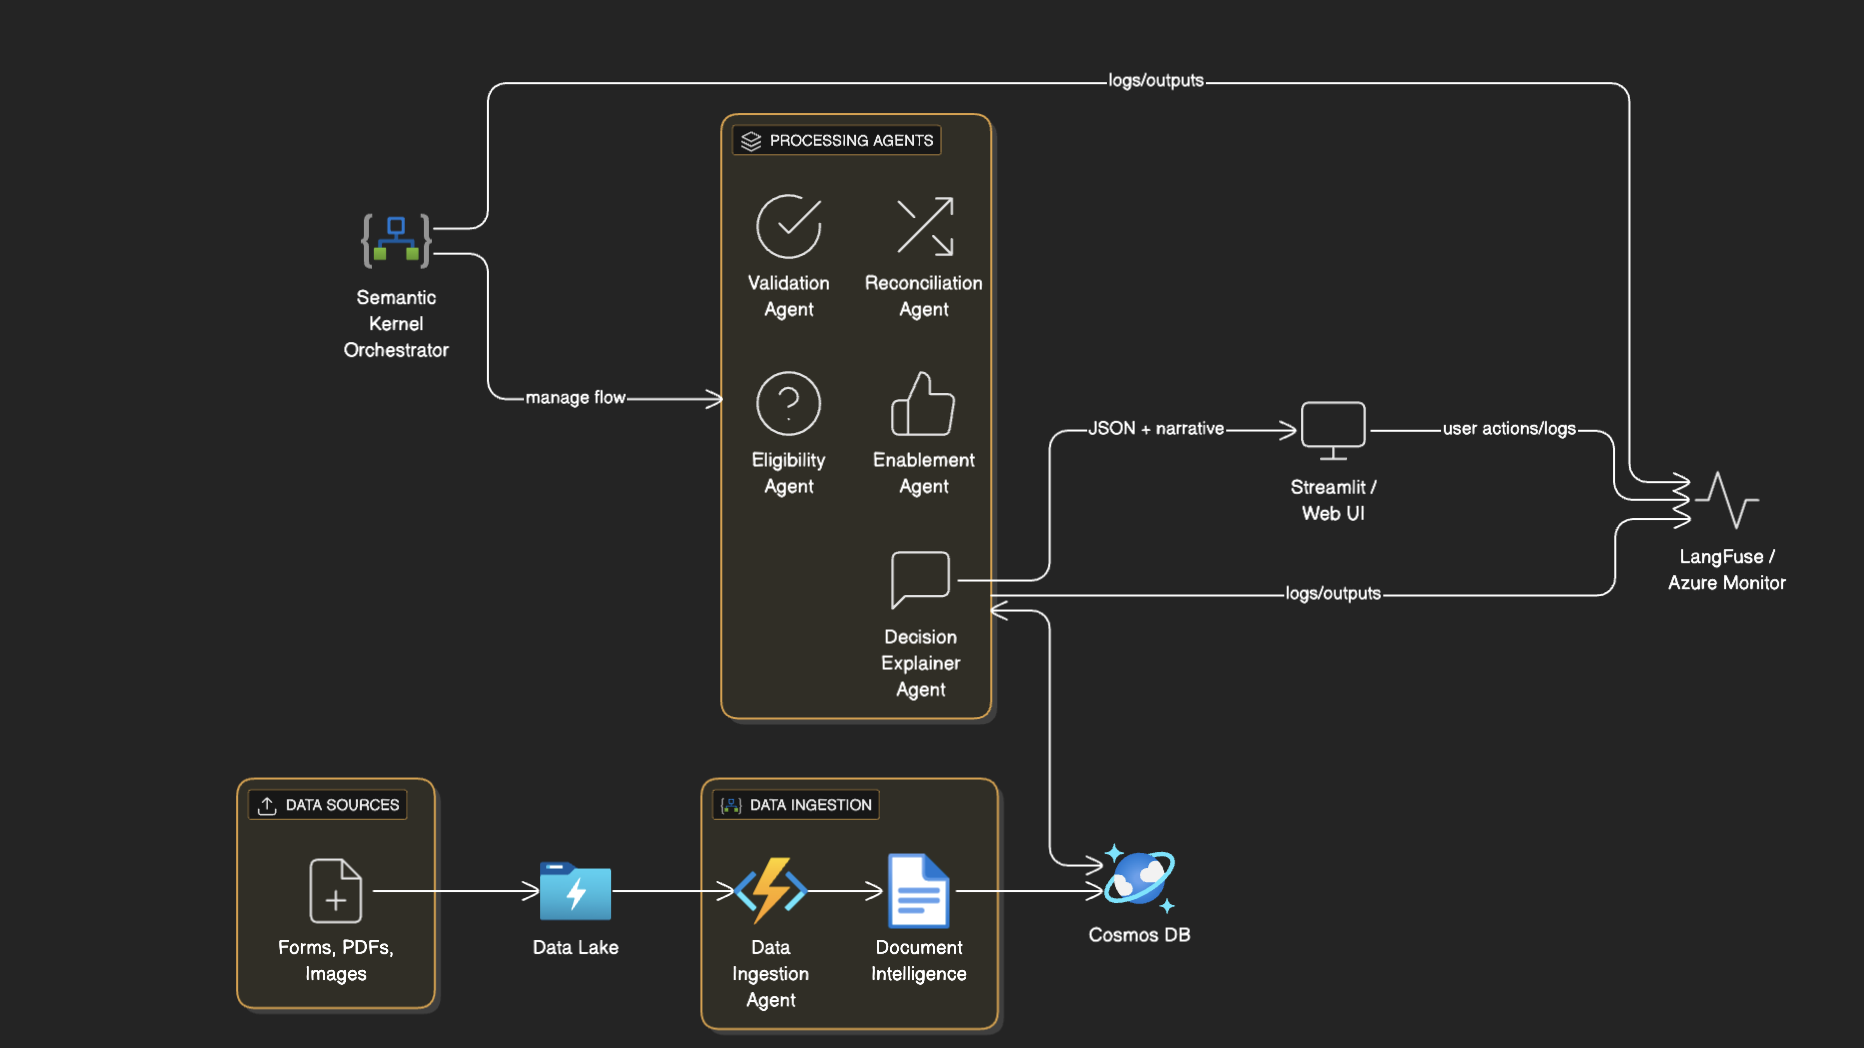 logs/outputs
PROCESSING AGENTS
Validation
Agent
Reconciliation
Agent
Semantic
Kernel
Orchestrator
manage flow
Eligibility
Agent
Enablement
Agent
JSON + narrative
user actions/logs
Streamlit /
Web UI
LangFuse /
Azure Monitor
logs/outputs
Decision
Explainer
Agent
DATA SOURCES
Forms, PDFs,
Images
Data Lake
DATA INGESTION
Data
Ingestion
Agent
Document
Intelligence
Cosmos DB